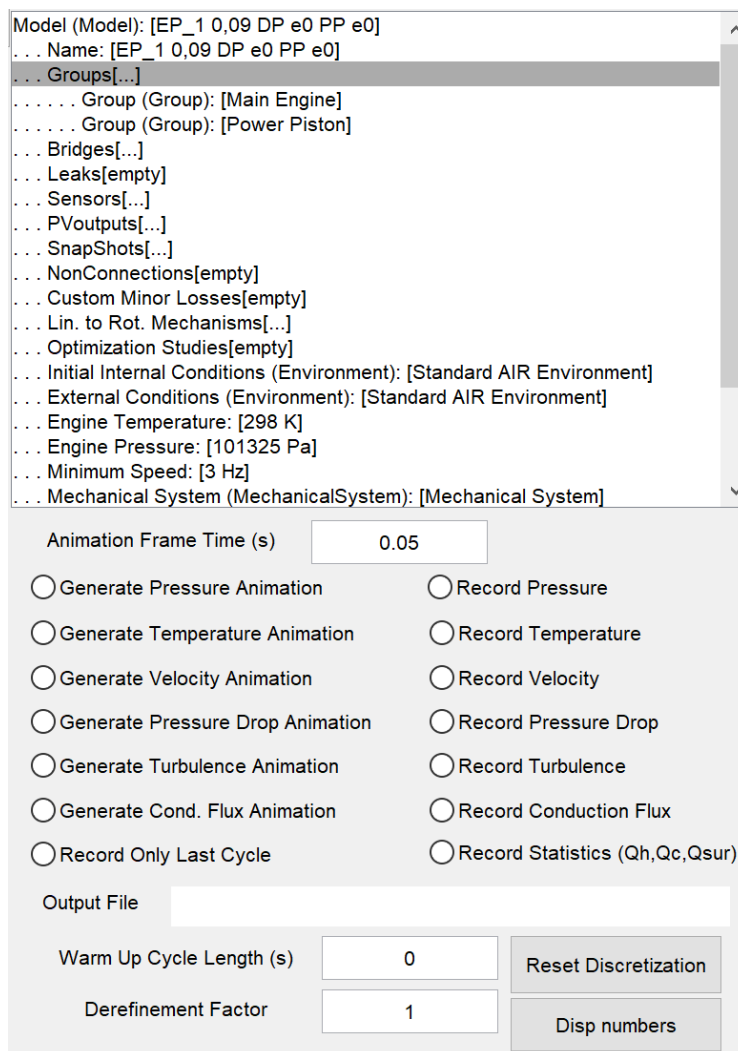 Model (Model): [EP_1 0,09 DP e0 PP e0]
. . . Name: [EP_1 0,09 DP e0 PP e0]
. . . Groups[...]
. . . . . . Group (Group): [Main Engine]
. . . . . . Group (Group): [Power Piston]
. . . Bridges[...]
. . . Leaks[empty]
. . . Sensors[...]
. . . PVoutputs[...]
. . . SnapShots[...]
. . . NonConnections[empty]
. . . Custom Minor Losses[empty]
. . . Lin. to Rot. Mechanisms[...]
. . . Optimization Studies[empty]
. . . Initial Internal Conditions (Environment): [Standard AIR Environment]
. . . External Conditions (Environment): [Standard AIR Environment]
. . . Engine Temperature: [298 K]
. . . Engine Pressure: [101325 Pa]
. . . Minimum Speed: [3 Hz]
. . . Mechanical System (MechanicalSystem): [Mechanical System]
Animation Frame Time (s) 0.05
Generate Pressure Animation Record Pressure
Generate Temperature Animation Record Temperature
Generate Velocity Animation Record Velocity
Generate Pressure Drop Animation Record Pressure Drop
Generate Turbulence Animation Record Turbulence
Generate Cond. Flux Animation Record Conduction Flux
Record Only Last Cycle Record Statistics (Qh,Qc,Qsur)
Output File
Warm Up Cycle Length (s) 0 Reset Discretization
Derefinement Factor 1 Disp numbers